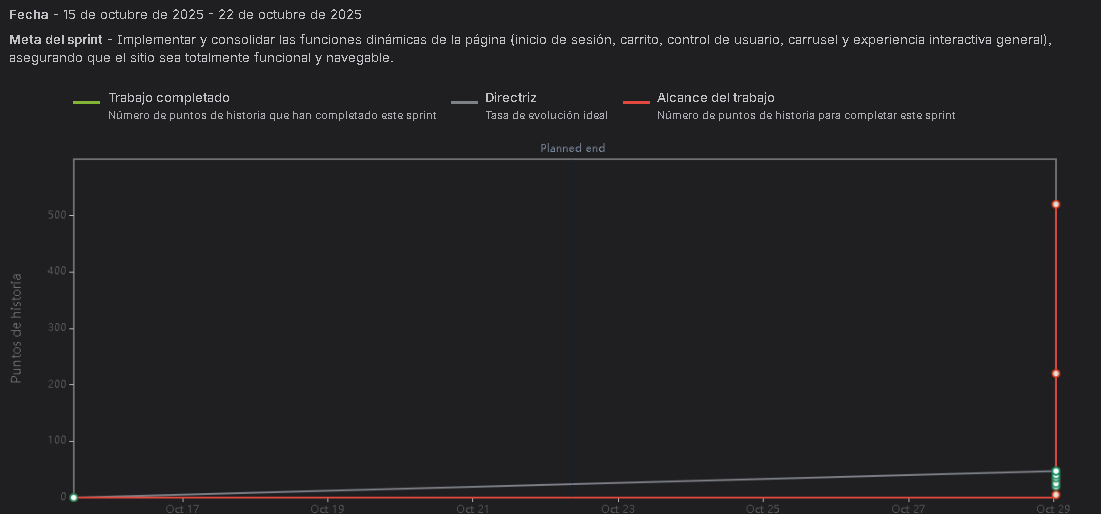 Fecha - 15 de octubre de 2025 - 22 de octubre de 2025
Meta del sprint - Implementar y consolidar las funciones dinámicas de la página (inicio de sesión, carrito, control de usuario, carrusel y experiencia interactiva general),
asegurando que el sitio sea totalmente funcional y navegable.
Trabajo completado
Número de puntos de historia que han completado este sprint
Directriz
Tasa de evolución ideal
Alcance del trabajo
Número de puntos de historia para completar este sprint
Planned end
Puntos de historia
500
400
300
200
100
0
Oct 17
Oct 19
Oct 21
Oct 23
Oct 25
Oct 27
Oct 29